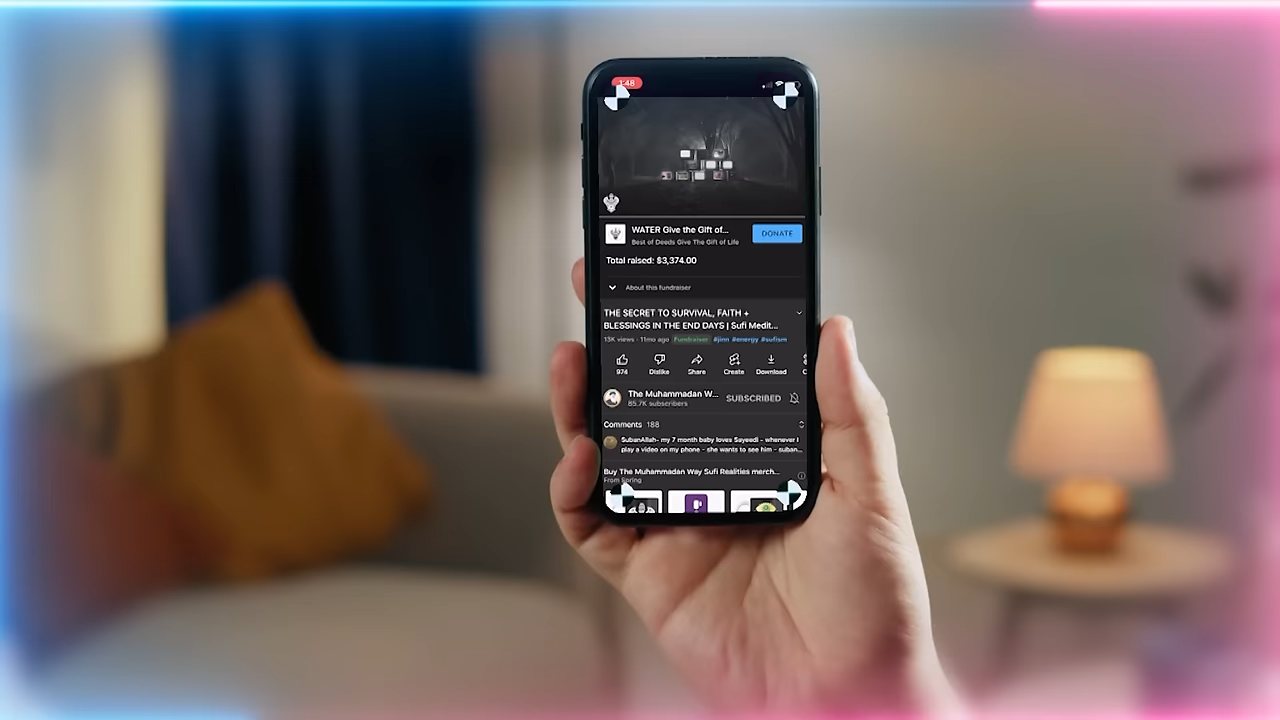 1:48
WATER Give the Gift of...
Best of Deeds Give The Gift of Life
DONATE
Total raised: $3,374.00
About this fundraiser
THE SECRET TO SURVIVAL, FAITH +
BLESSINGS IN THE END DAYS | Sufi Medit...
13K views · 11mo ago Fundraiser #jinn #energy #sufism
974 Dislike Share Create Download
The Muhammadan W...
85.7K subscribers
SUBSCRIBED
Comments 188
SubanAllah- my 7 month baby loves Sayeedi - whenever I
play a video on my phone - she wants to see him - suban...
Buy The Muhammadan Way Sufi Realities merch...
From Spring